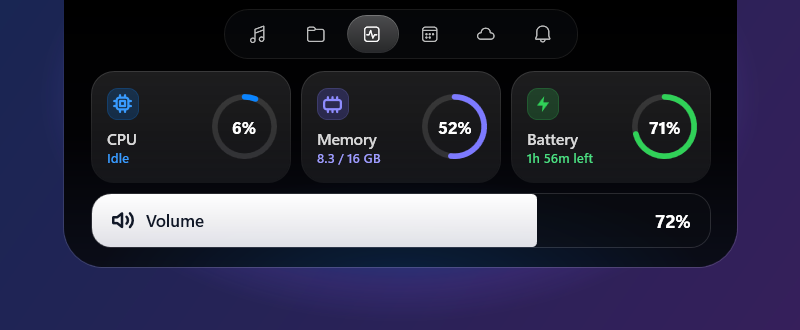 CPU
Idle
6%
Memory
8.3 / 16 GB
52%
Battery
1h 56m left
71%
Volume
72%